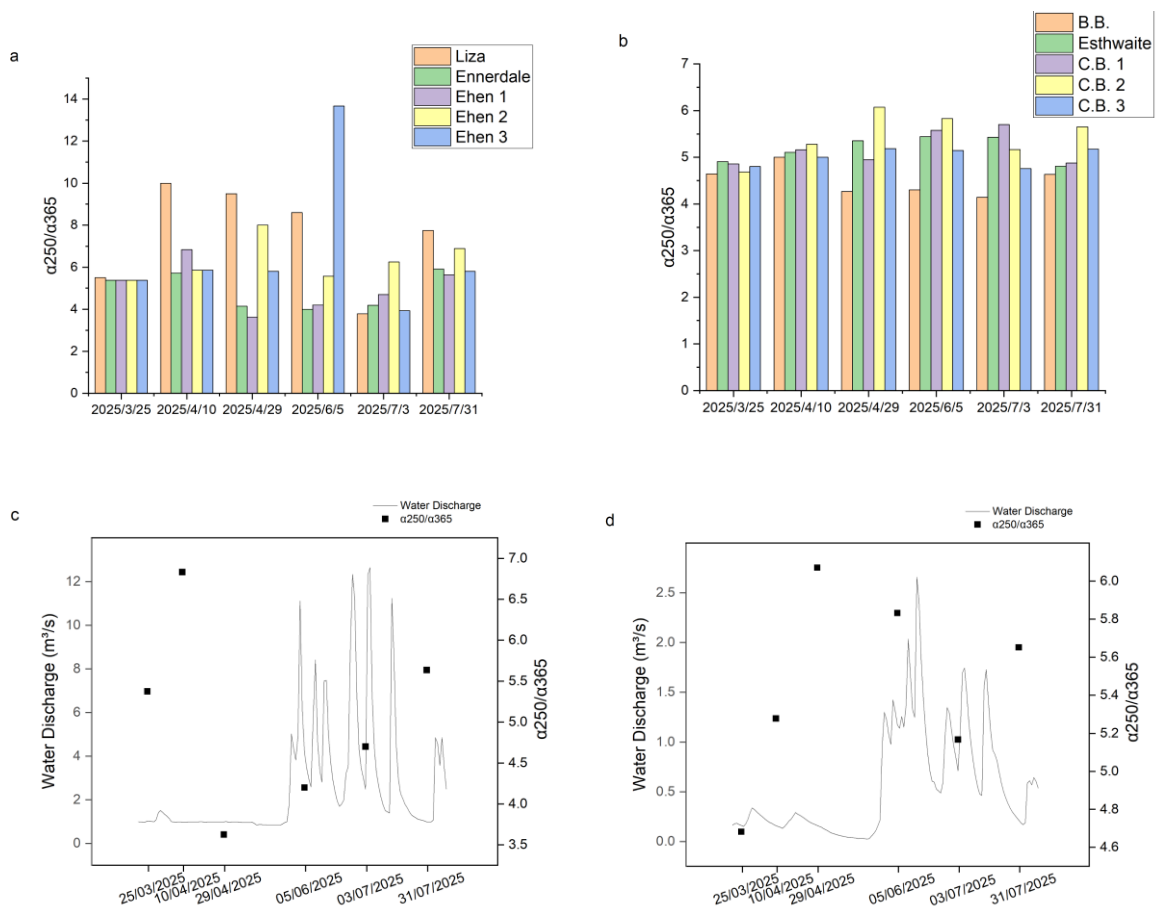 a
Liza
Ennerdale
Ehen 1
Ehen 2
Ehen 3
α250/α365
14
12
10
8
6
4
2
0
2025/3/25 2025/4/10 2025/4/29 2025/6/5 2025/7/3 2025/7/31
b
B.B.
Esthwaite
C.B. 1
C.B. 2
C.B. 3
α250/α365
7
6
5
4
3
2
1
0
2025/3/25 2025/4/10 2025/4/29 2025/6/5 2025/7/3 2025/7/31
c
Water Discharge
α250/α365
Water Discharge (m³/s)
12
10
8
6
4
2
0
α250/α365
7.0
6.5
6.0
5.5
5.0
4.5
4.0
3.5
25/03/2025 10/04/2025 29/04/2025 05/06/2025 03/07/2025 31/07/2025
d
Water Discharge
α250/α365
Water Discharge (m³/s)
2.5
2.0
1.5
1.0
0.5
0.0
α250/α365
6.0
5.8
5.6
5.4
5.2
5.0
4.8
4.6
25/03/2025 10/04/2025 29/04/2025 05/06/2025 03/07/2025 31/07/2025